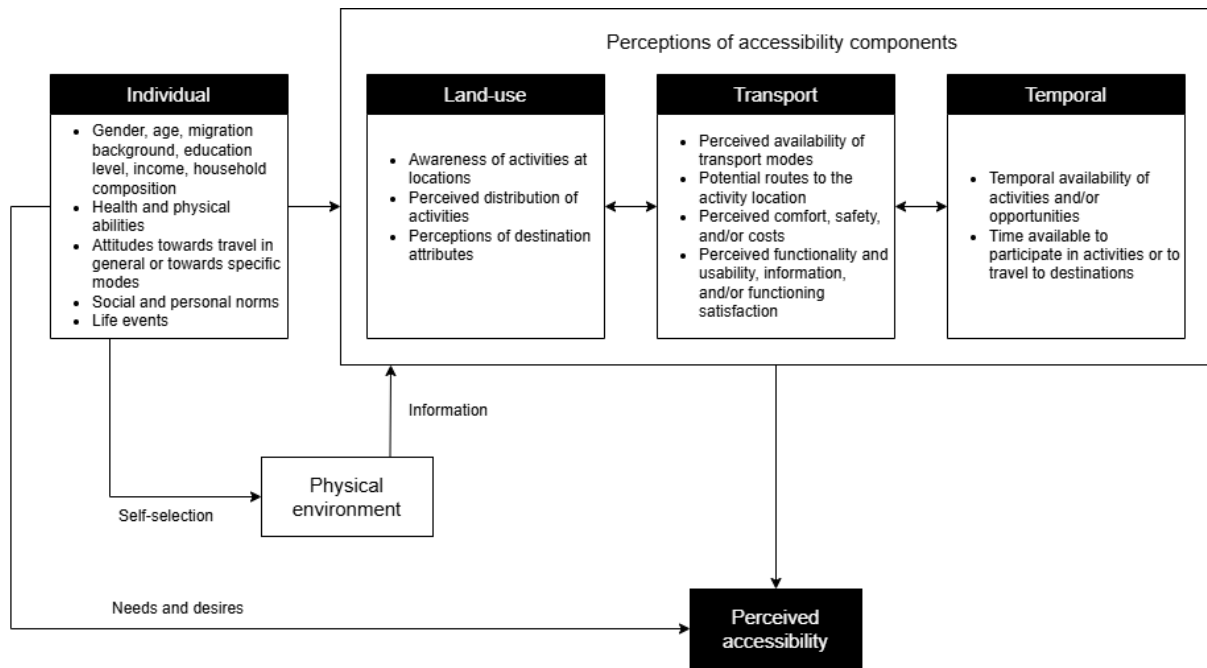 Perceptions of accessibility components
Individual
• Gender, age, migration
background, education
level, income, household
composition
• Health and physical
abilities
• Attitudes towards travel in
general or towards specific
modes
• Social and personal norms
• Life events
Land-use
• Awareness of activities at
locations
• Perceived distribution of
activities
• Perceptions of destination
attributes
Transport
• Perceived availability of
transport modes
• Potential routes to the
activity location
• Perceived comfort, safety,
and/or costs
• Perceived functionality and
usability, information,
and/or functioning
satisfaction
Temporal
• Temporal availability of
activities and/or
opportunities
• Time available to
participate in activities or to
travel to destinations
Information
Physical
environment
Self-selection
Needs and desires
Perceived
accessibility